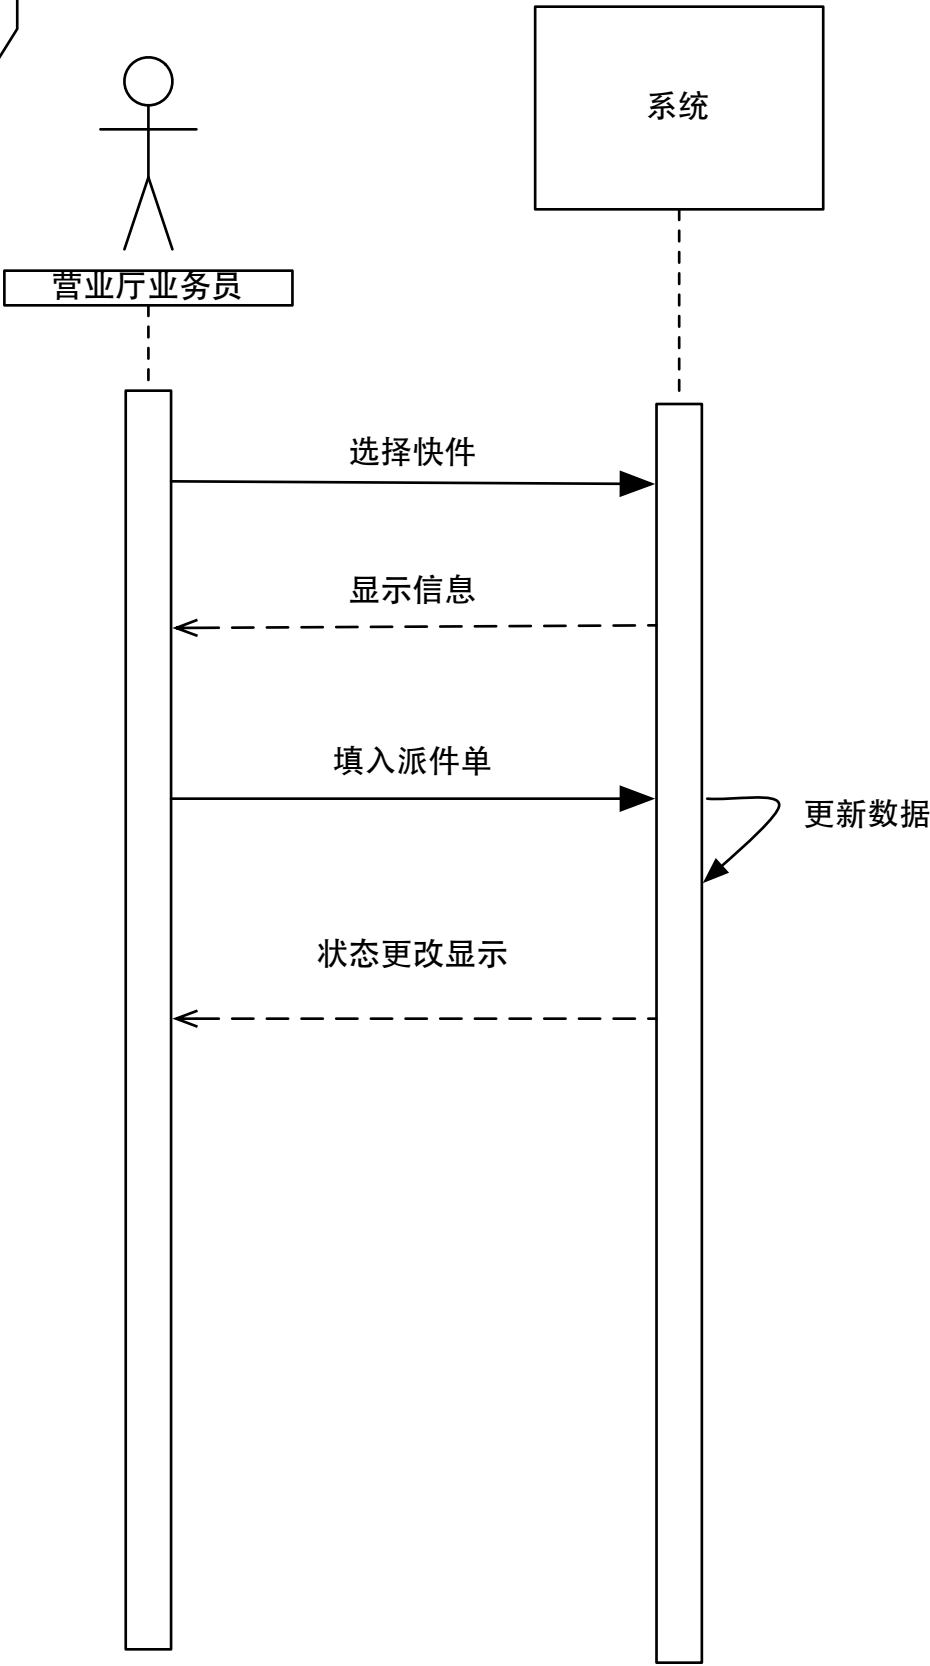 系统
营业厅业务员
选择快件
显示信息
填入派件单
更新数据
状态更改显示